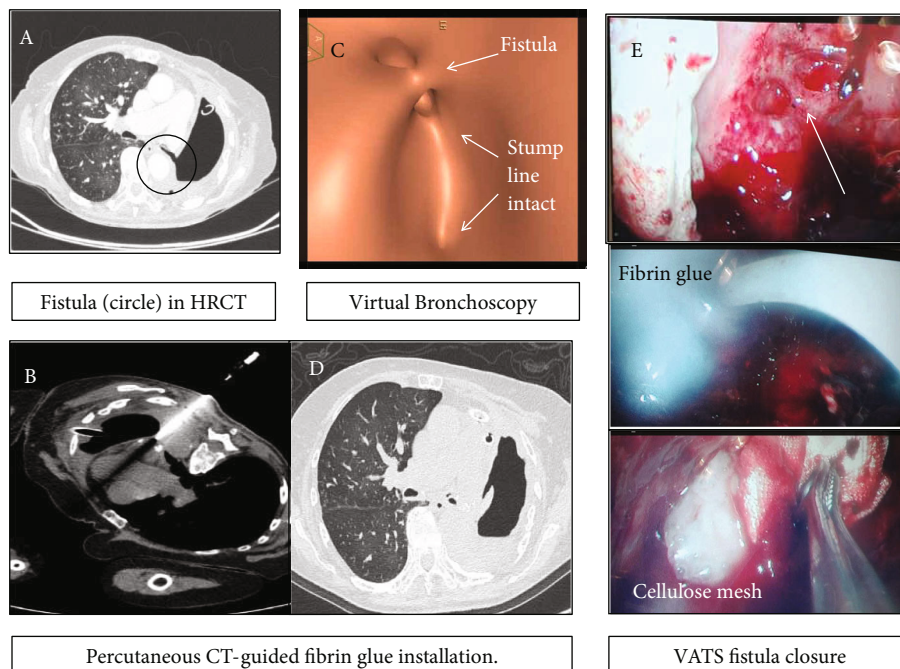 A
Fistula (circle) in HRCT
C
Fistula
Stump
line
intact
Virtual Bronchoscopy
B
D
Percutaneous CT-guided fibrin glue installation.
E
Fibrin glue
Cellulose mesh
VATS fistula closure